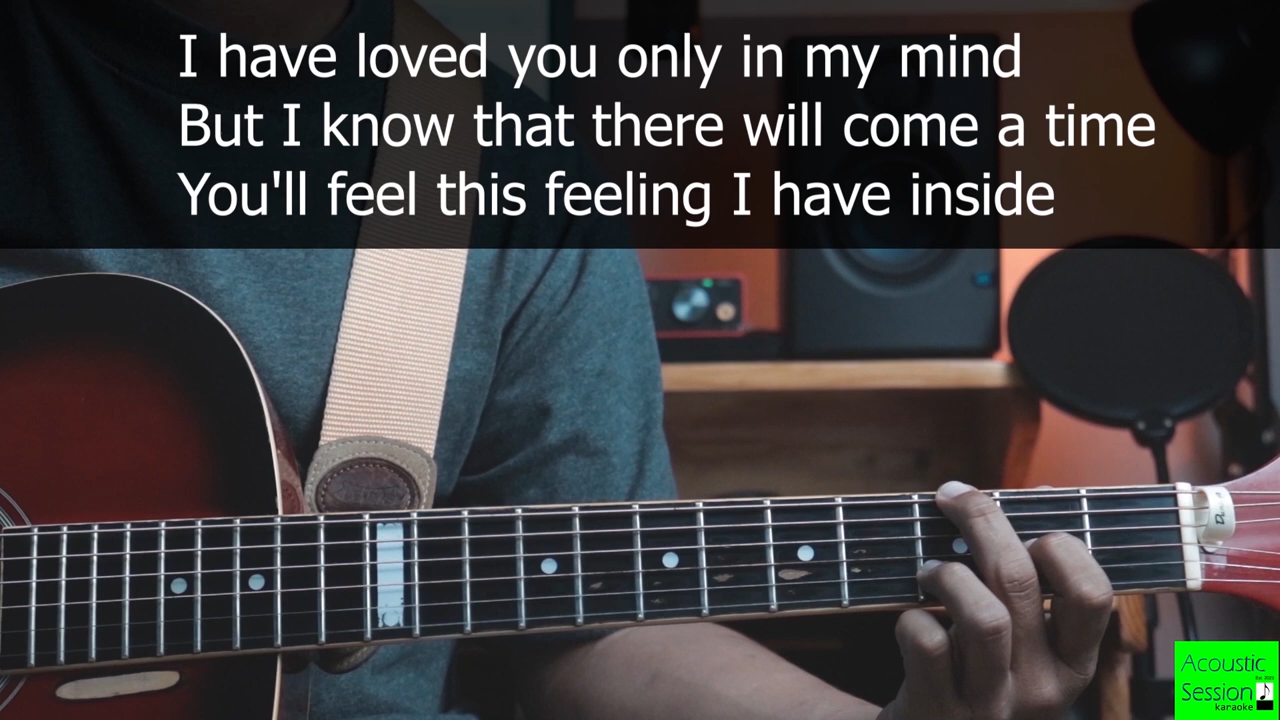 I have loved you only in my mind
But I know that there will come a time
You'll feel this feeling I have inside
Acoustic
Session
karaoke